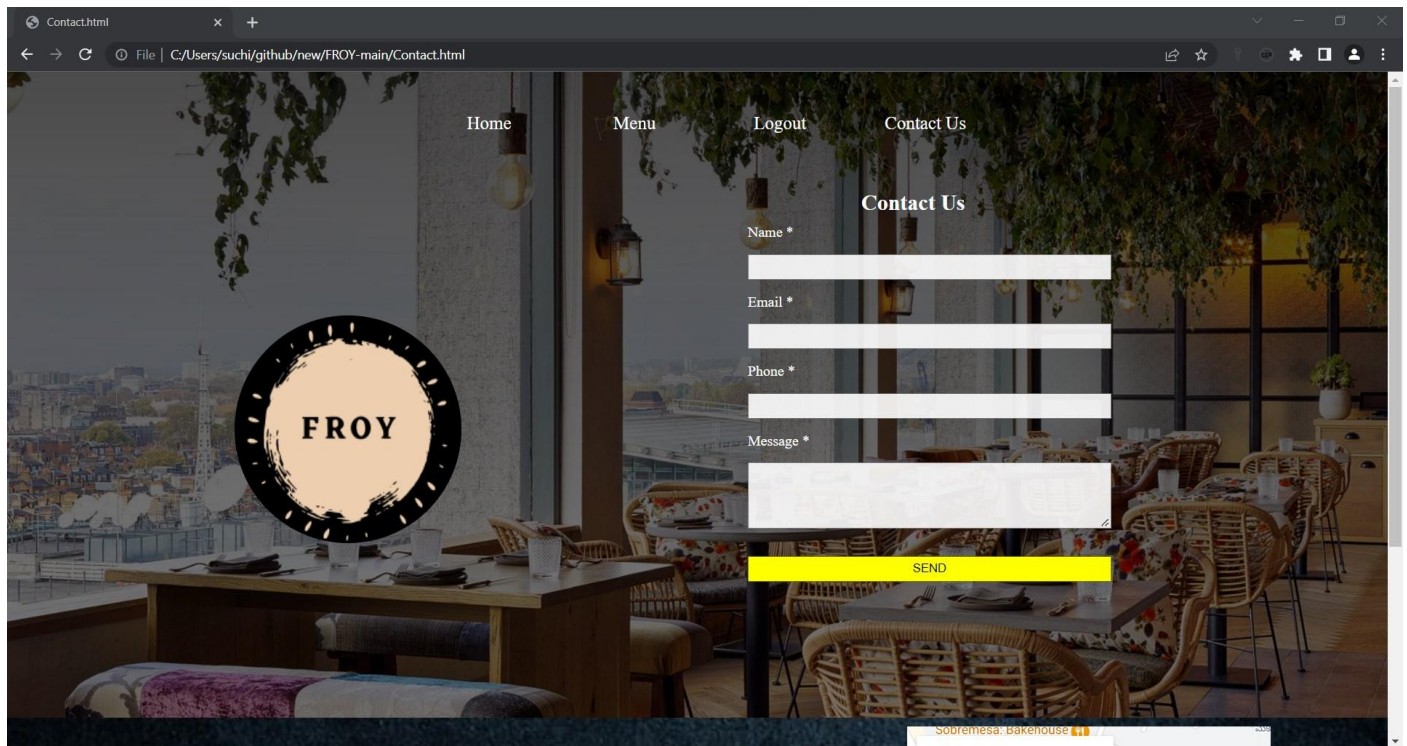 Contact.html
File | C:/Users/suchi/github/new/FROY-main/Contact.html
Home Menu Logout Contact Us
Contact Us
Name *
Email *
Phone *
FROY
Message *
SEND
Sobremesa: Bakehouse